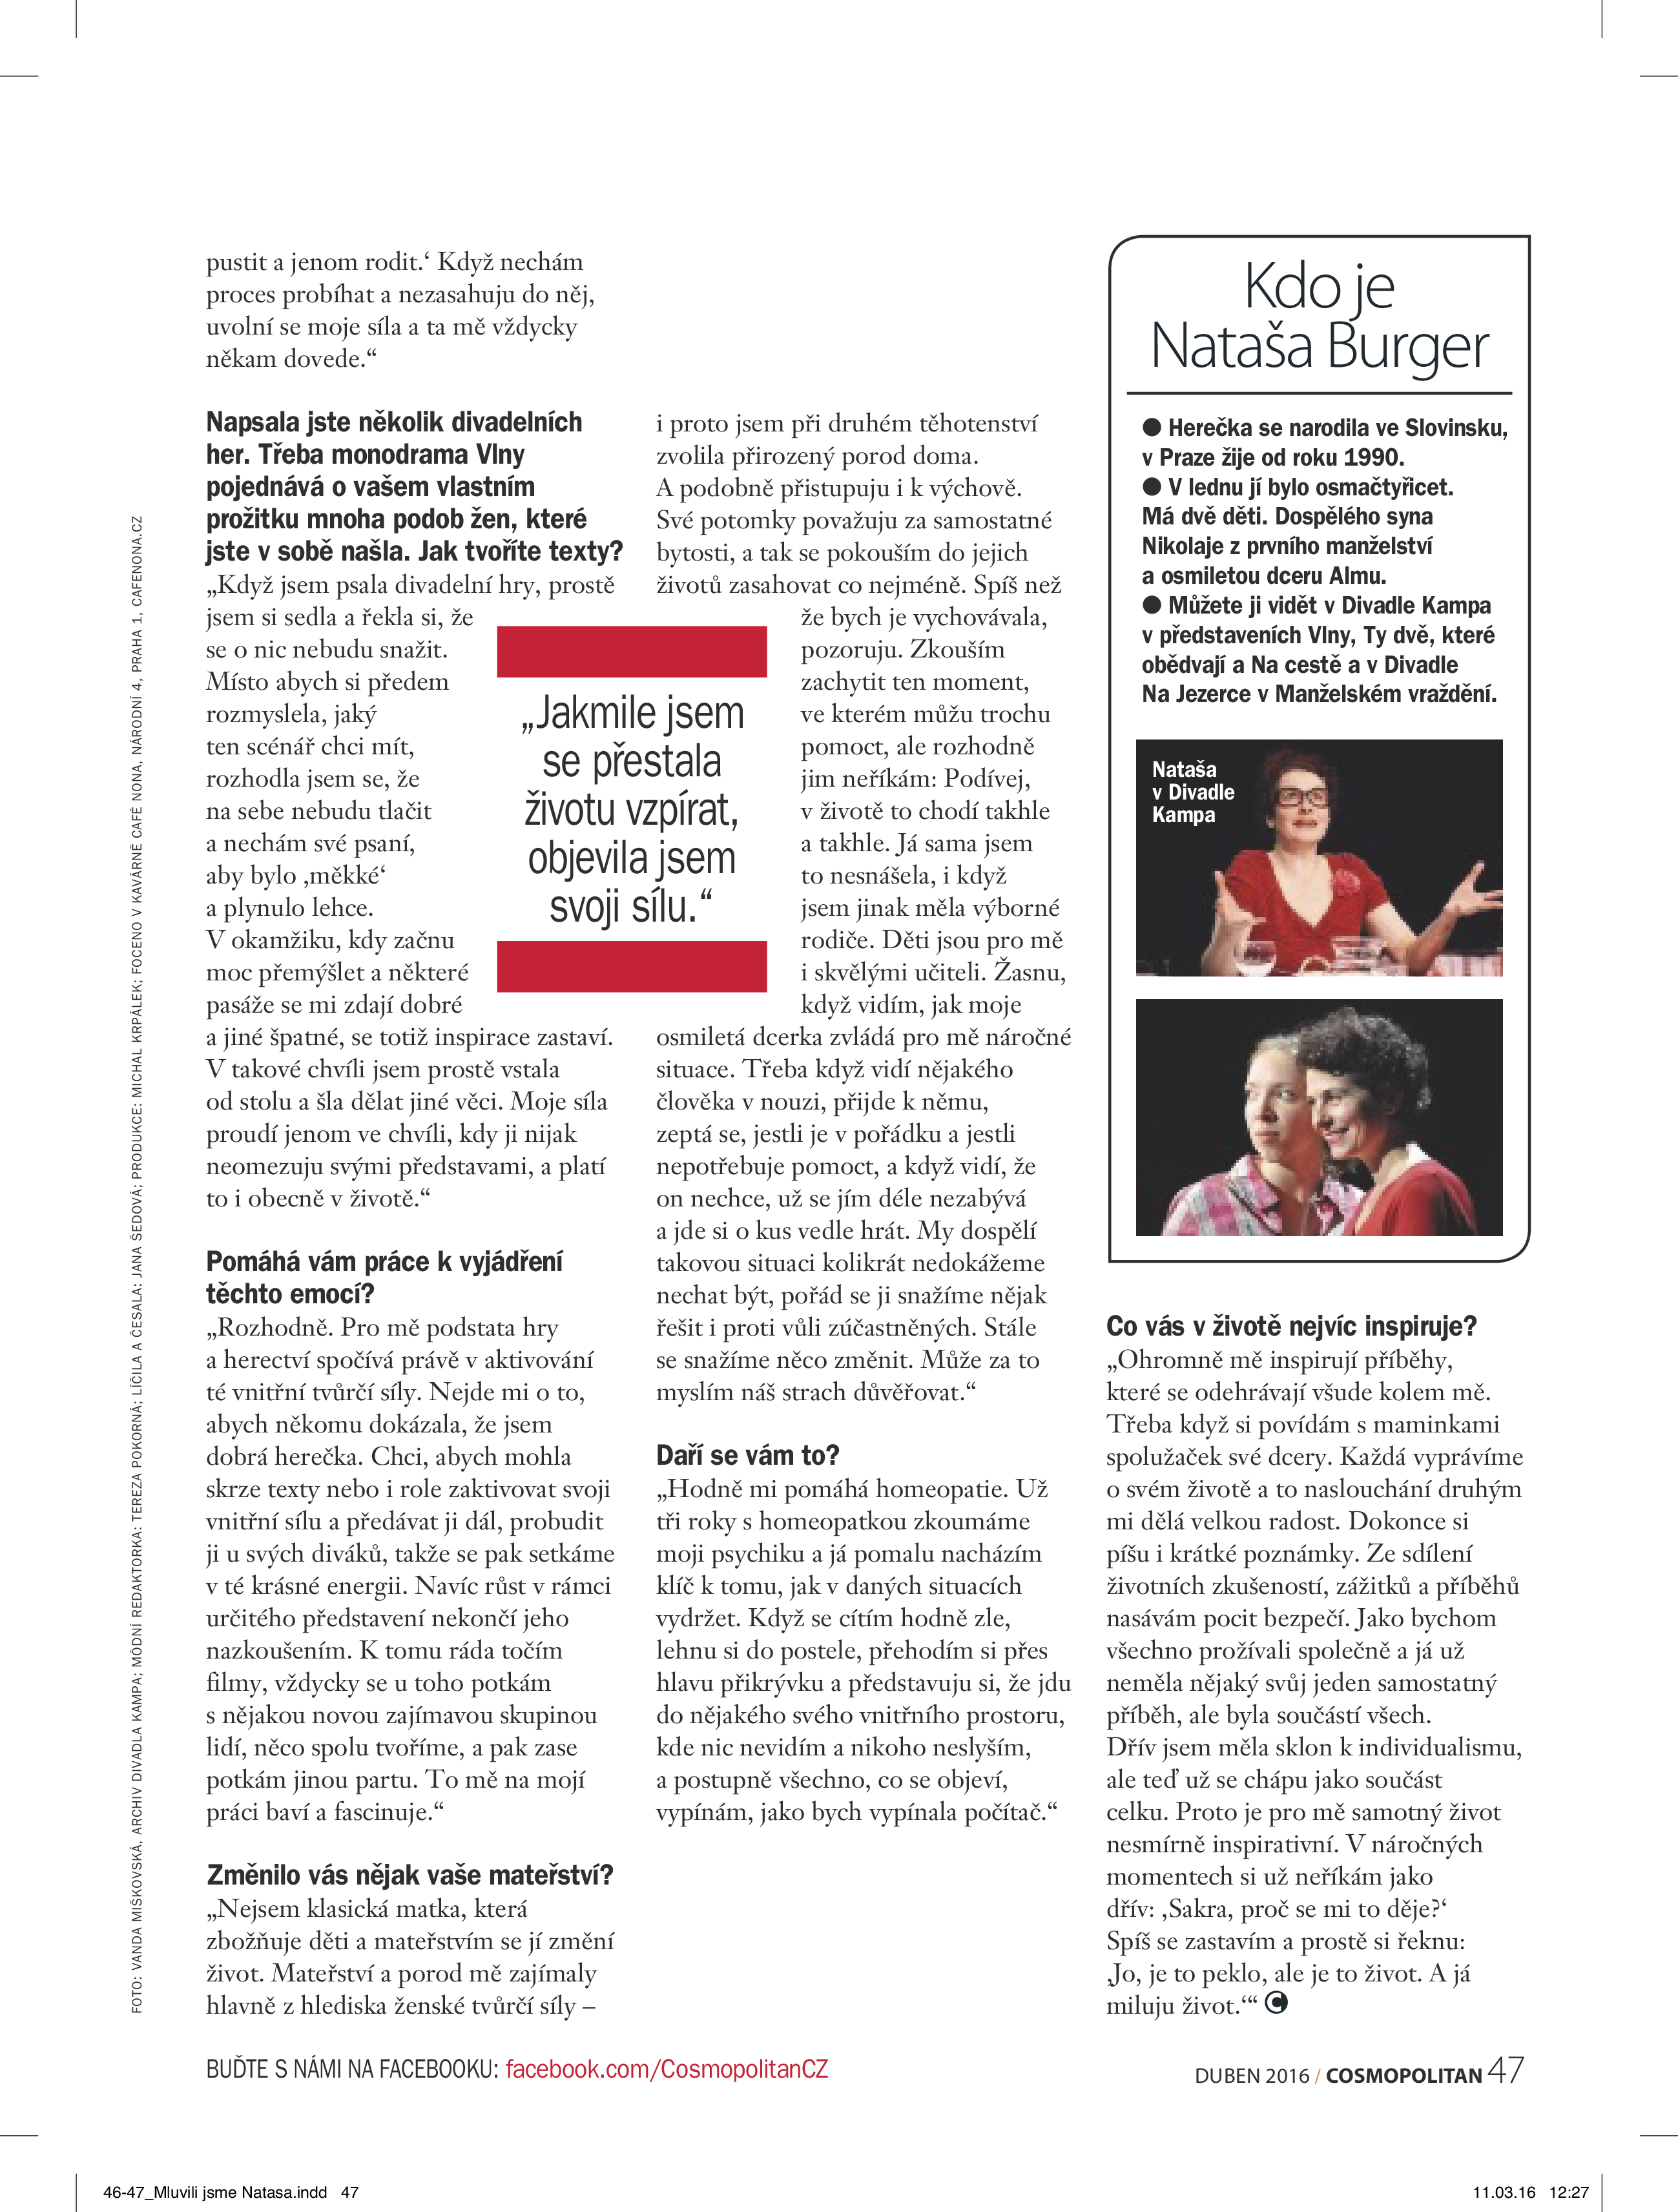 pustit a jenom rodit.‘ Když nechám
proces probíhat a nezasahuju do něj,
uvolní se moje síla a ta mě vždycky
někam dovede.“
Napsala jste několik divadelních
her. Třeba monodrama Vlny
pojednává o vašem vlastním
prožitku mnoha podob žen, které
jste v sobě našla. Jak tvoříte texty?
„Když jsem psala divadelní hry, prostě
jsem si sedla a řekla si, že
se o nic nebudu snažit.
Místo abych si předem
rozmyslela, jaký
ten scénář chci mít,
rozhodla jsem se, že
na sebe nebudu tlačit
a nechám své psaní,
aby bylo ‚měkké‘
a plynulo lehce.
V okamžiku, kdy začnu
moc přemýšlet a některé
pasáže se mi zdají dobré
a jiné špatné, se totiž inspirace zastaví.
V takové chvíli jsem prostě vstala
od stolu a šla dělat jiné věci. Moje síla
proudí jenom ve chvíli, kdy ji nijak
neomezuju svými představami, a platí
to i obecně v životě.“
Pomáhá vám práce k vyjádření
těchto emocí?
„Rozhodně. Pro mě podstata hry
a herectví spočívá právě v aktivování
té vnitřní tvůrčí síly. Nejde mi o to,
abych někomu dokázala, že jsem
dobrá herečka. Chci, abych mohla
skrze texty nebo i role zaktivovat svoji
vnitřní sílu a předávat ji dál, probudit
ji u svých diváků, takže se pak setkáme
v té krásné energii. Navíc růst v rámci
určitého představení nekončí jeho
nazkoušením. K tomu ráda točím
filmy, vždycky se u toho potkám
s nějakou novou zajímavou skupinou
lidí, něco spolu tvoříme, a pak zase
potkám jinou partu. To mě na mojí
práci baví a fascinuje.“
Změnilo vás nějak vaše mateřství?
„Nejsem klasická matka, která
zbožňuje děti a mateřstvím se jí změní
život. Mateřství a porod mě zajímaly
hlavně z hlediska ženské tvůrčí síly –
„Jakmile jsem
se přestala
životu vzpírat,
objevila jsem
svoji sílu.“
i proto jsem při druhém těhotenství
zvolila přirozený porod doma.
A podobně přistupuju i k výchově.
Své potomky považuju za samostatné
bytosti, a tak se pokouším do jejich
životů zasahovat co nejméně. Spíš než
že bych je vychovávala,
pozoruju. Zkouším
zachytit ten moment,
ve kterém můžu trochu
pomoct, ale rozhodně
jim neříkám: Podívej,
v životě to chodí takhle
a takhle. Já sama jsem
to nesnášela, i když
jsem jinak měla výborné
rodiče. Děti jsou pro mě
i skvělými učiteli. Žasnu,
když vidím, jak moje
osmiletá dcerka zvládá pro mě náročné
situace. Třeba když vidí nějakého
člověka v nouzi, přijde k němu,
zeptá se, jestli je v pořádku a jestli
nepotřebuje pomoct, a když vidí, že
on nechce, už se jím déle nezabývá
a jde si o kus vedle hrát. My dospělí
takovou situaci kolikrát nedokážeme
nechat být, pořád se ji snažíme nějak
řešit i proti vůli zúčastněných. Stále
se snažíme něco změnit. Může za to
myslím náš strach důvěřovat.“
Daří se vám to?
„Hodně mi pomáhá homeopatie. Už
tři roky s homeopatkou zkoumáme
moji psychiku a já pomalu nacházím
klíč k tomu, jak v daných situacích
vydržet. Když se cítím hodně zle,
lehnu si do postele, přehodím si přes
hlavu přikrývku a představuju si, že jdu
do nějakého svého vnitřního prostoru,
kde nic nevidím a nikoho neslyším,
a postupně všechno, co se objeví,
vypínám, jako bych vypínala počítač.“
Kdo je
Nataša Burger
● Herečka se narodila ve Slovinsku,
v Praze žije od roku 1990.
● V lednu jí bylo osmačtyřicet.
Má dvě děti. Dospělého syna
Nikolaje z prvního manželství
a osmiletou dceru Almu.
● Můžete ji vidět v Divadle Kampa
v představeních Vlny, Ty dvě, které
obědvají a Na cestě a v Divadle
Na Jezerce v Manželském vraždění.
Nataša
v Divadle
Kampa
Co vás v životě nejvíc inspiruje?
„Ohromně mě inspirují příběhy,
které se odehrávají všude kolem mě.
Třeba když si povídám s maminkami
spolužaček své dcery. Každá vyprávíme
o svém životě a to naslouchání druhým
mi dělá velkou radost. Dokonce si
píšu i krátké poznámky. Ze sdílení
životních zkušeností, zážitků a příběhů
nasávám pocit bezpečí. Jako bychom
všechno prožívali společně a já už
neměla nějaký svůj jeden samostatný
příběh, ale byla součástí všech.
Dřív jsem měla sklon k individualismu,
ale teď už se chápu jako součást
celku. Proto je pro mě samotný život
nesmírně inspirativní. V náročných
momentech si už neříkám jako
dřív: ‚Sakra, proč se mi to děje?‘
Spíš se zastavím a prostě si řeknu:
‚Jo, je to peklo, ale je to život. A já
miluju život.‘“ C
FOTO: VANDA MIŠKOVSKÁ, ARCHIV DIVADLA KAMPA; MÓDNÍ REDAKTORKA: TEREZA POKORNÁ; LÍČILA A ČESALA: JANA ŠEDOVÁ; PRODUKCE: MICHAL KRPÁLEK; FOCENO V KAVÁRNĚ CAFÉ NONA, NÁRODNÍ 4, PRAHA 1, CAFENONA.CZ
BUĎTE S NÁMI NA FACEBOOKU: facebook.com/CosmopolitanCZ
DUBEN 2016 / COSMOPOLITAN 47
46-47_Mluvili jsme Natasa.indd 47
11.03.16 12:27